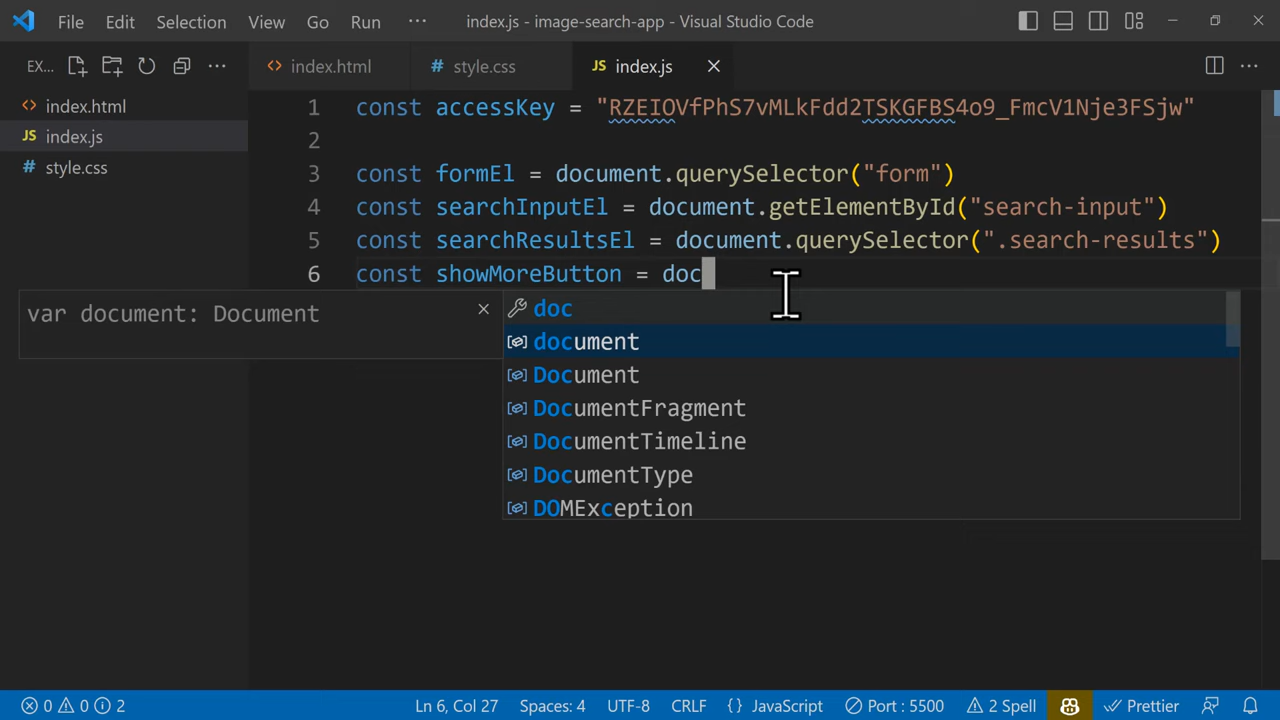 File Edit Selection View Go Run ··· index.js - image-search-app - Visual Studio Code
EX... ··· <> index.html # style.css JS index.js ···
<> index.html
JS index.js
# style.css
1 const accessKey = "RZEIOVfPhS7vMLkFdd2TSKGFBS4o9_FmcV1Nje3FSjw"
2
3 const formEl = document.querySelector("form")
4 const searchInputEl = document.getElementById("search-input")
5 const searchResultsEl = document.querySelector(".search-results")
6 const showMoreButton = doc
var document: Document
doc
document
Document
DocumentFragment
DocumentTimeline
DocumentType
DOMException
0 0 2 Ln 6, Col 27 Spaces: 4 UTF-8 CRLF {} JavaScript Port : 5500 2 Spell Prettier